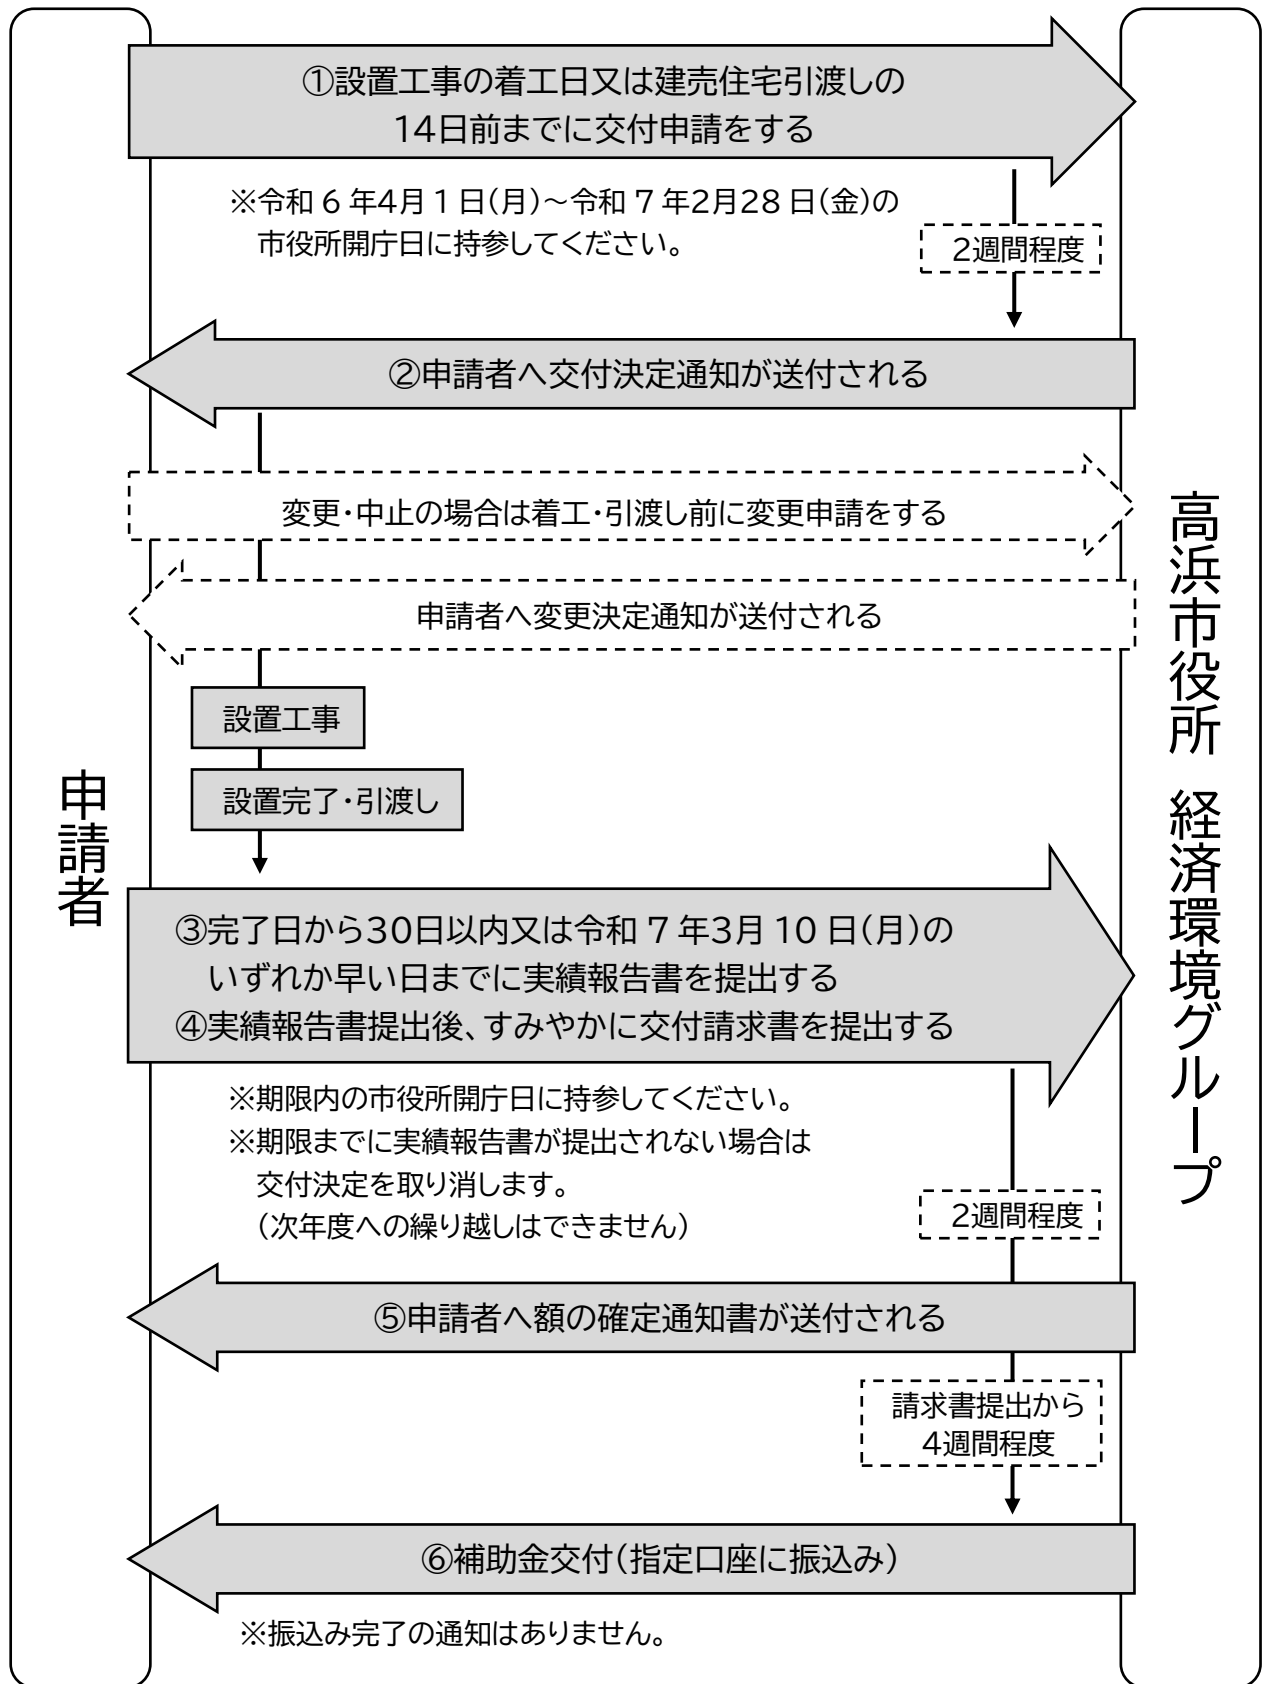 ①設置工事の着工日又は建売住宅引渡しの
14日前までに交付申請をする
※令和6年4月1日(月)~令和7年2月28日(金)の
市役所開庁日に持参してください。
2週間程度
②申請者へ交付決定通知が送付される
変更・中止の場合は着工・引渡し前に変更申請をする
申請者へ変更決定通知が送付される
設置工事
設置完了・引渡し
申請者
高浜市役所 経済環境グループ
③完了日から30日以内又は令和7年3月10日(月)の
いずれか早い日までに実績報告書を提出する
④実績報告書提出後、すみやかに交付請求書を提出する
※期限内の市役所開庁日に持参してください。
※期限までに実績報告書が提出されない場合は
交付決定を取り消します。
(次年度への繰り越しはできません)
2週間程度
⑤申請者へ額の確定通知書が送付される
請求書提出から
4週間程度
⑥補助金交付(指定口座に振込み)
※振込み完了の通知はありません。